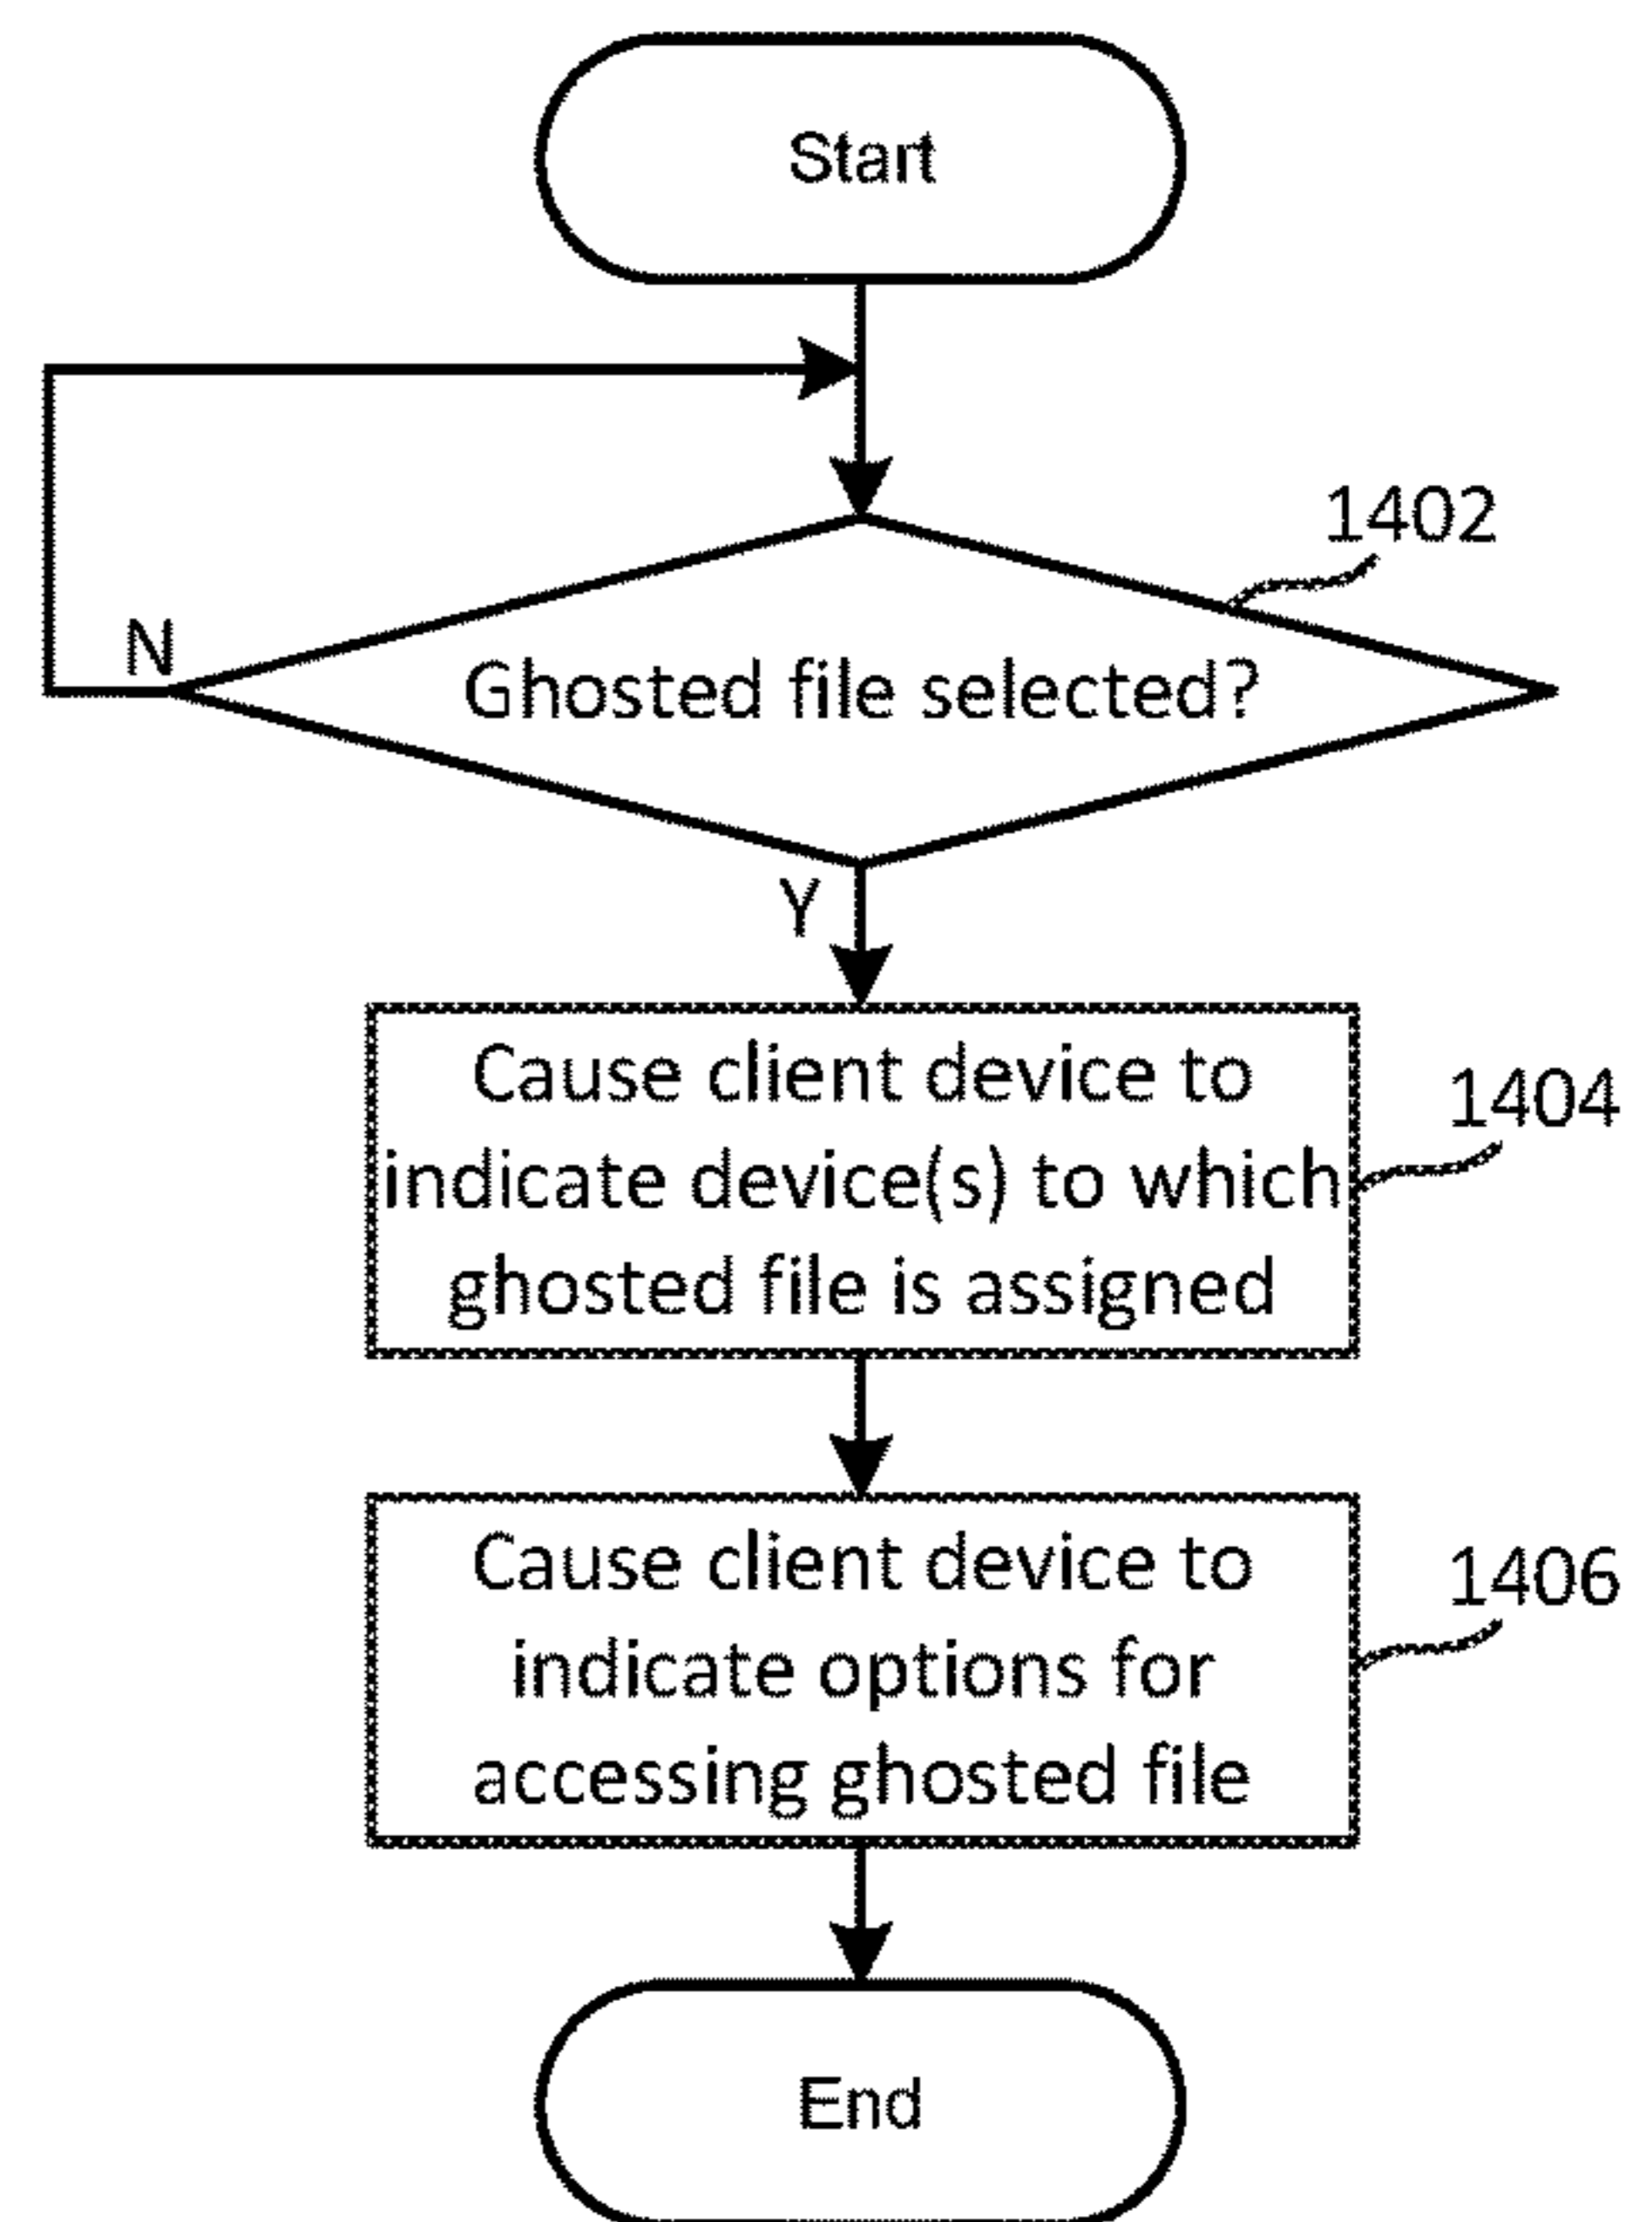 Start
1402
N
Ghosted file selected?
Y
Cause client device to
indicate device(s) to which
ghosted file is assigned
1404
Cause client device to
indicate options for
accessing ghosted file
1406
End